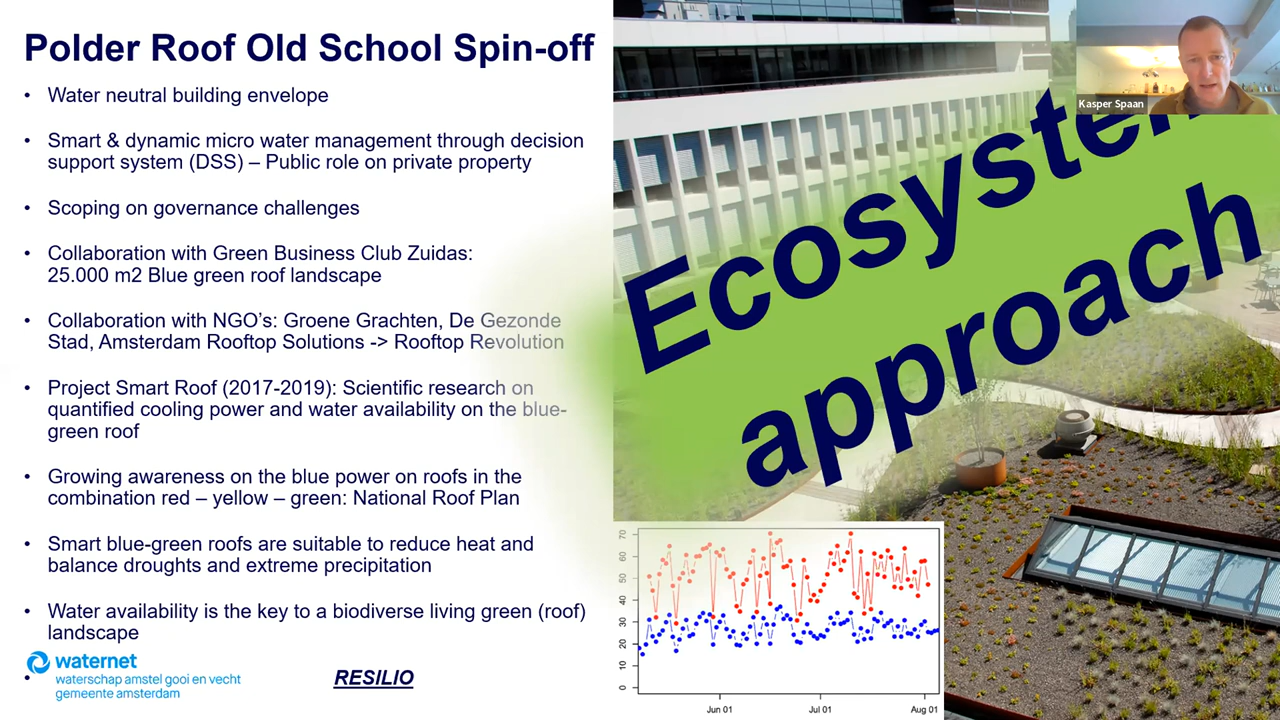 Polder Roof Old School Spin-off
• Water neutral building envelope
• Smart & dynamic micro water management through decision
support system (DSS) – Public role on private property
• Scoping on governance challenges
• Collaboration with Green Business Club Zuidas:
25.000 m2 Blue green roof landscape
• Collaboration with NGO’s: Groene Grachten, De Gezonde
Stad, Amsterdam Rooftop Solutions -> Rooftop Revolution
• Project Smart Roof (2017-2019): Scientific research on
quantified cooling power and water availability on the blue-
green roof
• Growing awareness on the blue power on roofs in the
combination red – yellow – green: National Roof Plan
• Smart blue-green roofs are suitable to reduce heat and
balance droughts and extreme precipitation
• Water availability is the key to a biodiverse living green (roof)
landscape
• RESILIO
waternet
waterschap amstel gooi en vecht
gemeente amsterdam
Kasper Spaan
Ecosystem
approach
70
60
50
40
30
20
10
0
Jun 01 Jul 01 Aug 01